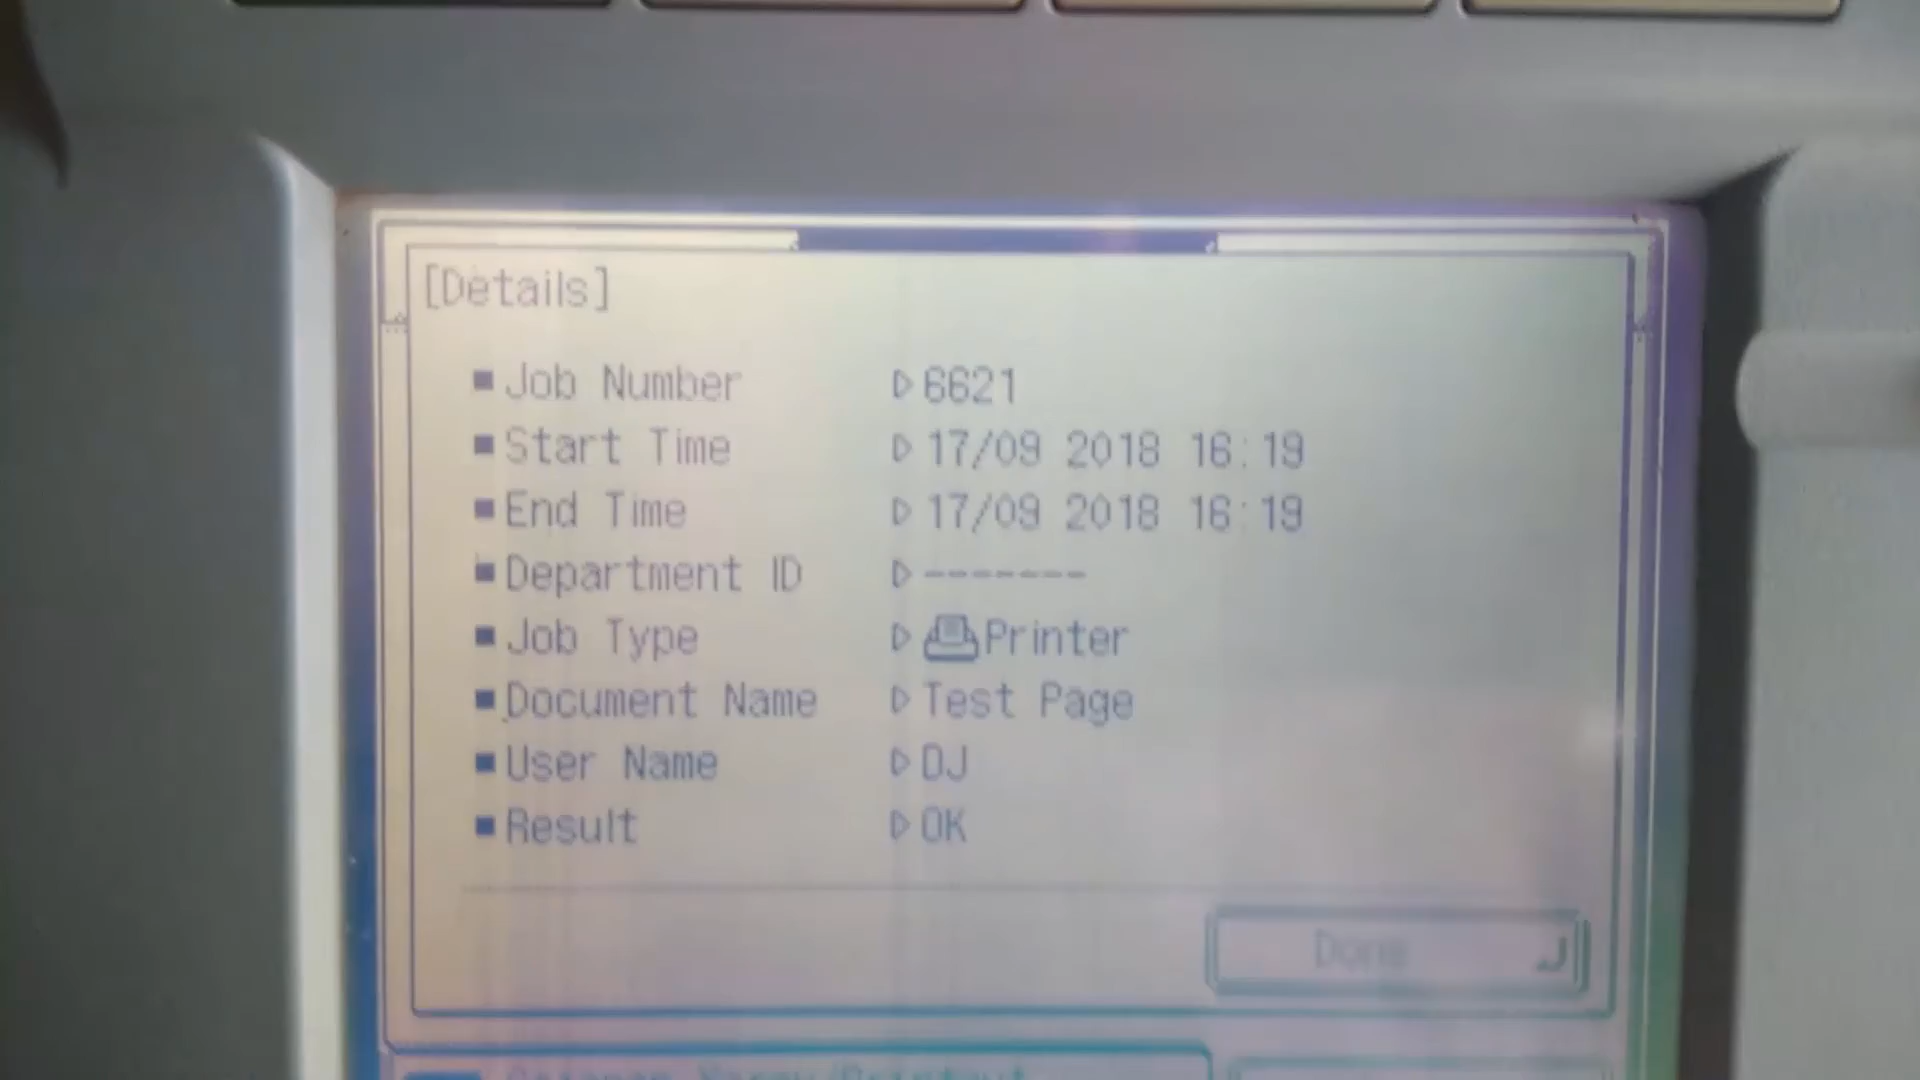 [Details]
Job Number 6621
Start Time 17/09 2018 16:19
End Time 17/09 2018 16:19
Department ID -------
Job Type Printer
Document Name Test Page
User Name DJ
Result OK
Done